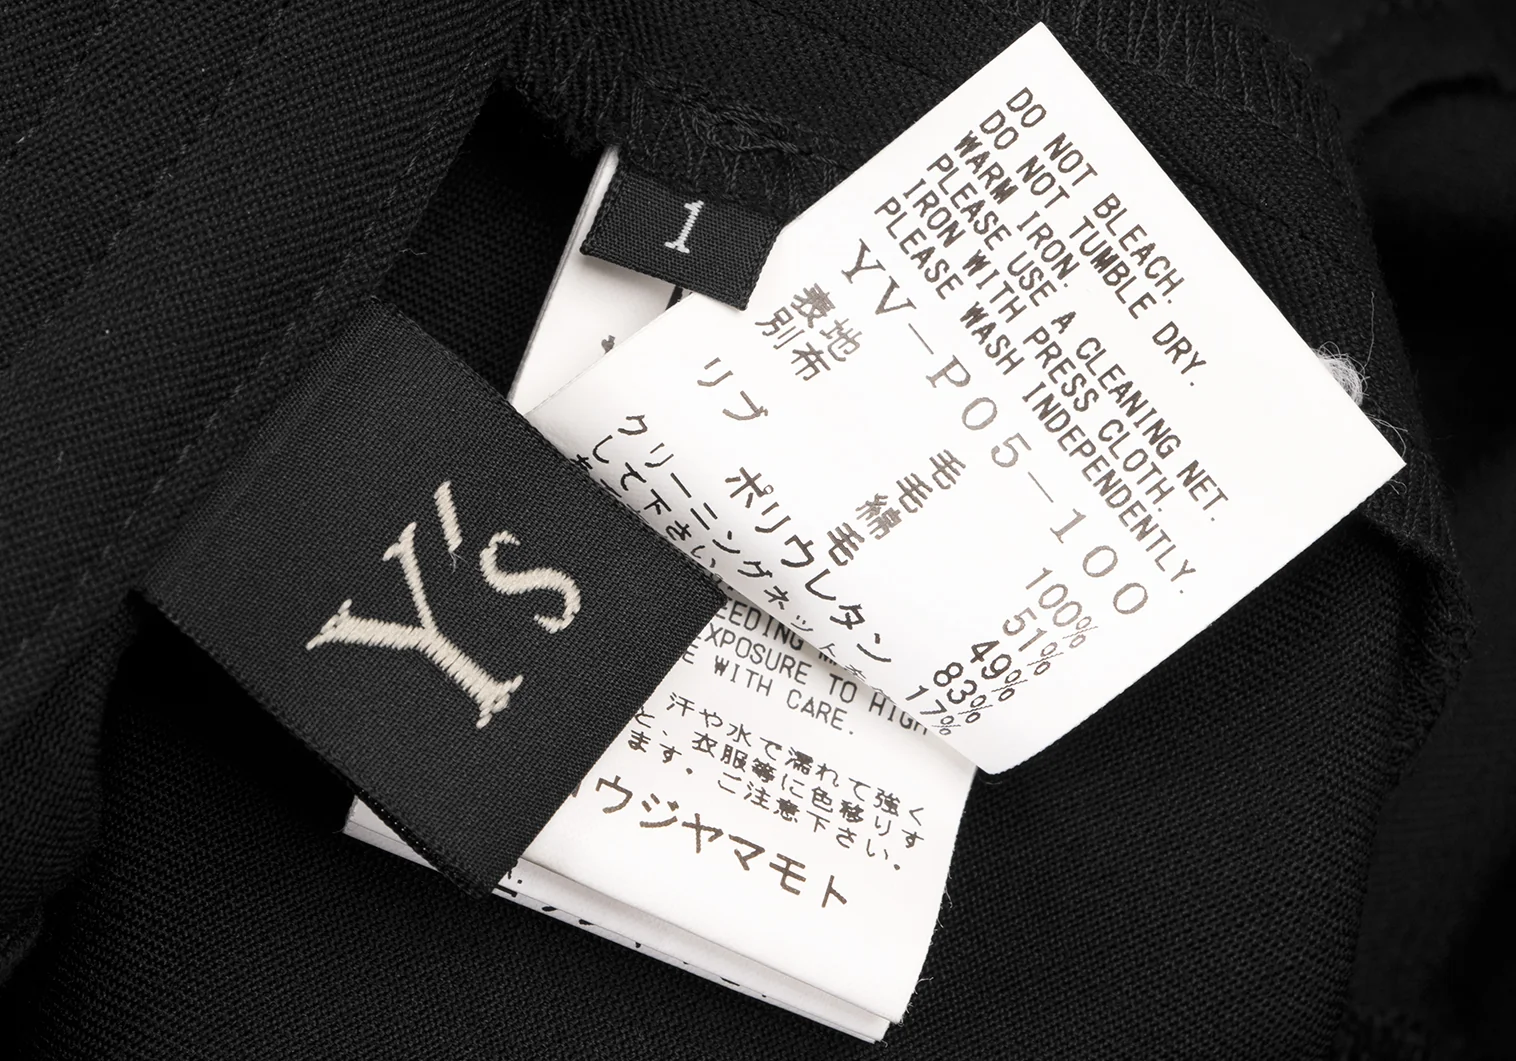 1
DO NOT BLEACH.
DO NOT TUMBLE DRY.
WARM IRON.
PLEASE USE A CLEANING NET.
IRON WITH PRESS CLOTH.
PLEASE WASH INDEPENDENTLY.
YV-P05-100
表地 毛 100%
別布 毛 51%
綿 49%
リブ 毛 83%
ポリウレタン 17%
クリーニングネット
して下さい
Y's
EXPOSURE TO HIGH
WITH CARE.
汗や水で濡れて強く
と、衣服等に色移りす
ます。ご注意下さい。
ウジヤマモト